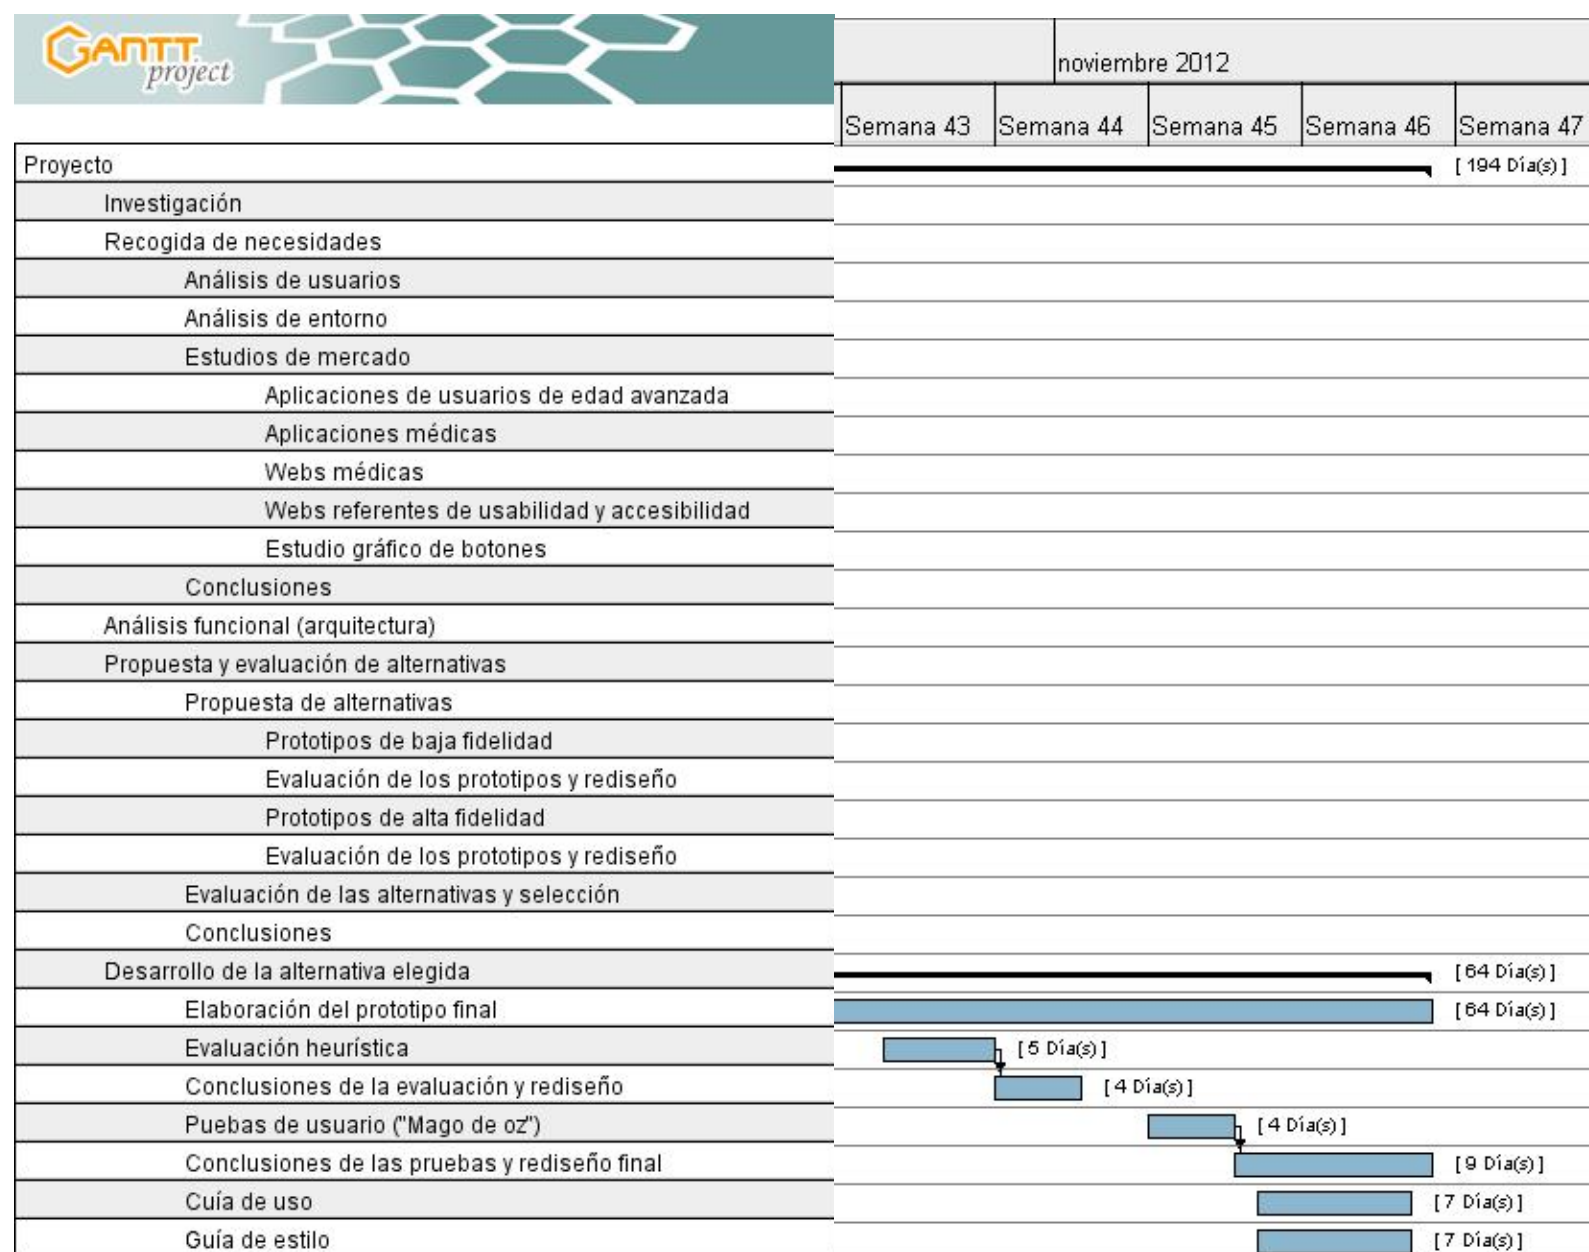 GANTT
project
noviembre 2012
Semana 43 Semana 44 Semana 45 Semana 46 Semana 47
Proyecto [ 194 Día(s) ]
Investigación
Recogida de necesidades
Análisis de usuarios
Análisis de entorno
Estudios de mercado
Aplicaciones de usuarios de edad avanzada
Aplicaciones médicas
Webs médicas
Webs referentes de usabilidad y accesibilidad
Estudio gráfico de botones
Conclusiones
Análisis funcional (arquitectura)
Propuesta y evaluación de alternativas
Propuesta de alternativas
Prototipos de baja fidelidad
Evaluación de los prototipos y rediseño
Prototipos de alta fidelidad
Evaluación de los prototipos y rediseño
Evaluación de las alternativas y selección
Conclusiones
Desarrollo de la alternativa elegida [ 64 Día(s) ]
Elaboración del prototipo final [ 64 Día(s) ]
Evaluación heurística [ 5 Día(s) ]
Conclusiones de la evaluación y rediseño [ 4 Día(s) ]
Puebas de usuario ("Mago de oz") [ 4 Día(s) ]
Conclusiones de las pruebas y rediseño final [ 9 Día(s) ]
Cuía de uso [ 7 Día(s) ]
Guía de estilo [ 7 Día(s) ]